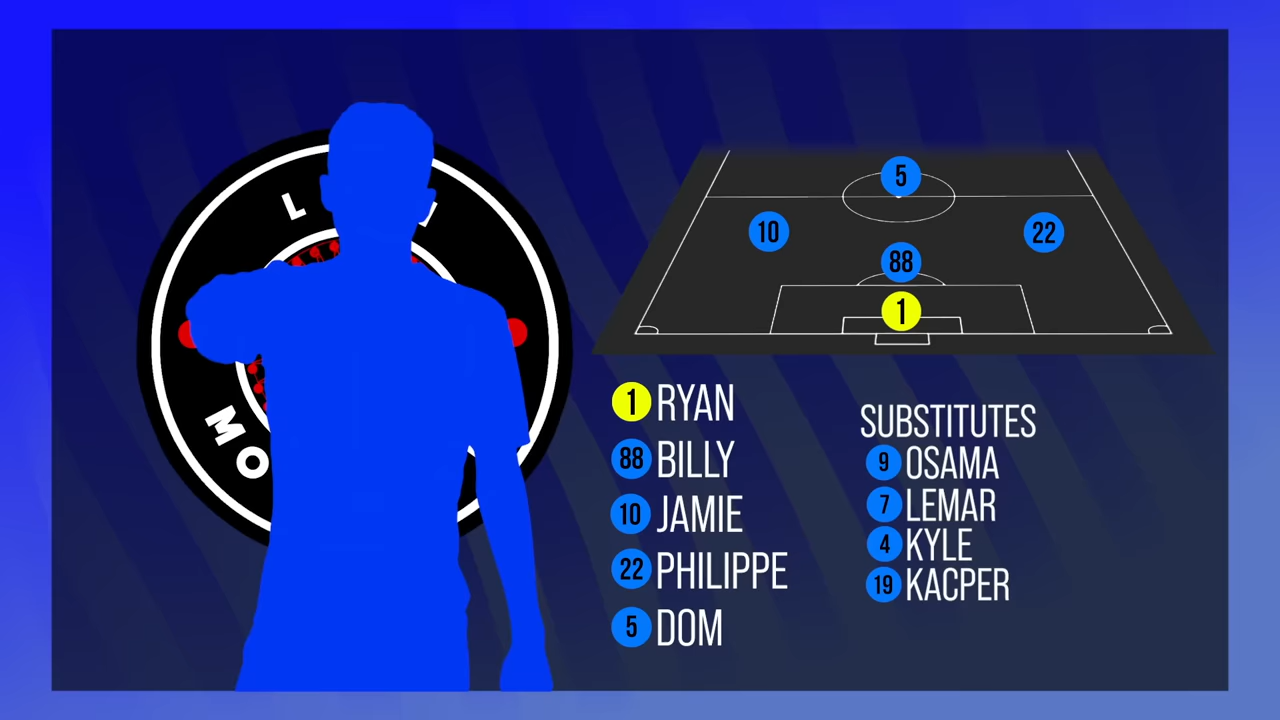 5
10
22
88
1
1 RYAN
88 BILLY
10 JAMIE
22 PHILIPPE
5 DOM
SUBSTITUTES
9 OSAMA
7 LEMAR
4 KYLE
19 KACPER